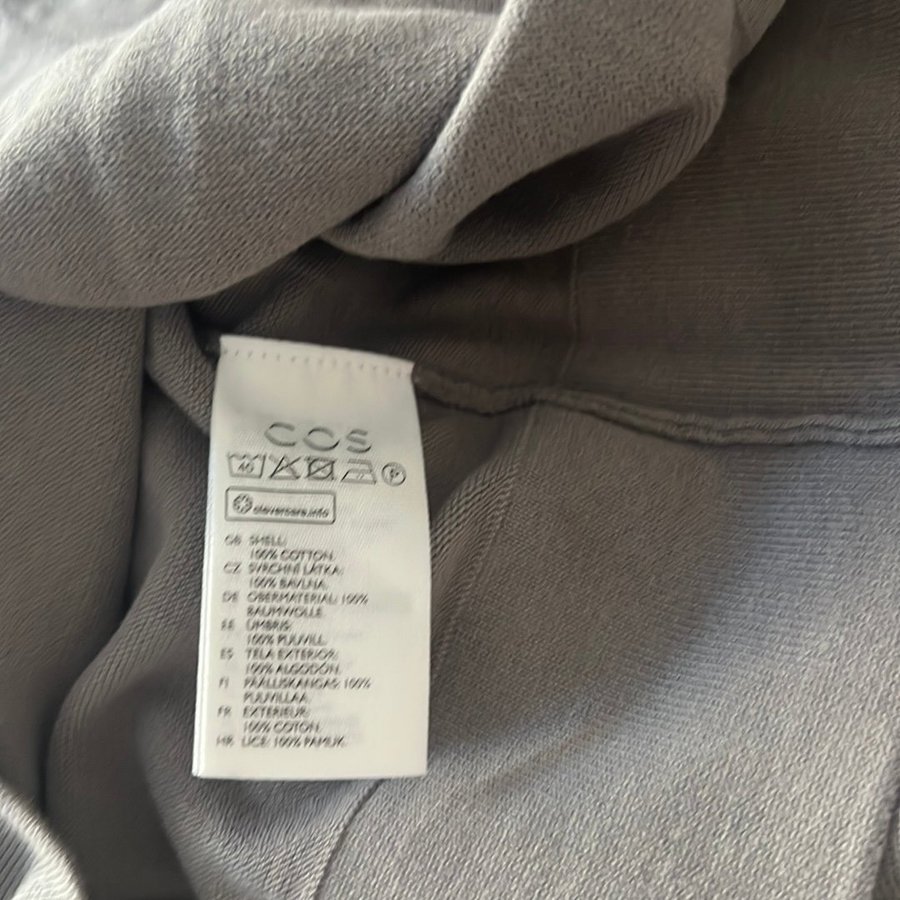 COS
40 P
clevercare.info
GB SHELL:
100% COTTON.
CZ SVRCHNÍ LÁTKA:
100% BAVLNA.
DE OBERMATERIAL: 100%
BAUMWOLLE.
EE ÜMBRIS:
100% PUUVILL.
ES TELA EXTERIOR:
100% ALGODÓN.
FI PÄÄLLISKANGAS: 100%
PUUVILLAA.
FR EXTÉRIEUR:
100% COTON.
HR LICE: 100% PAMUK.